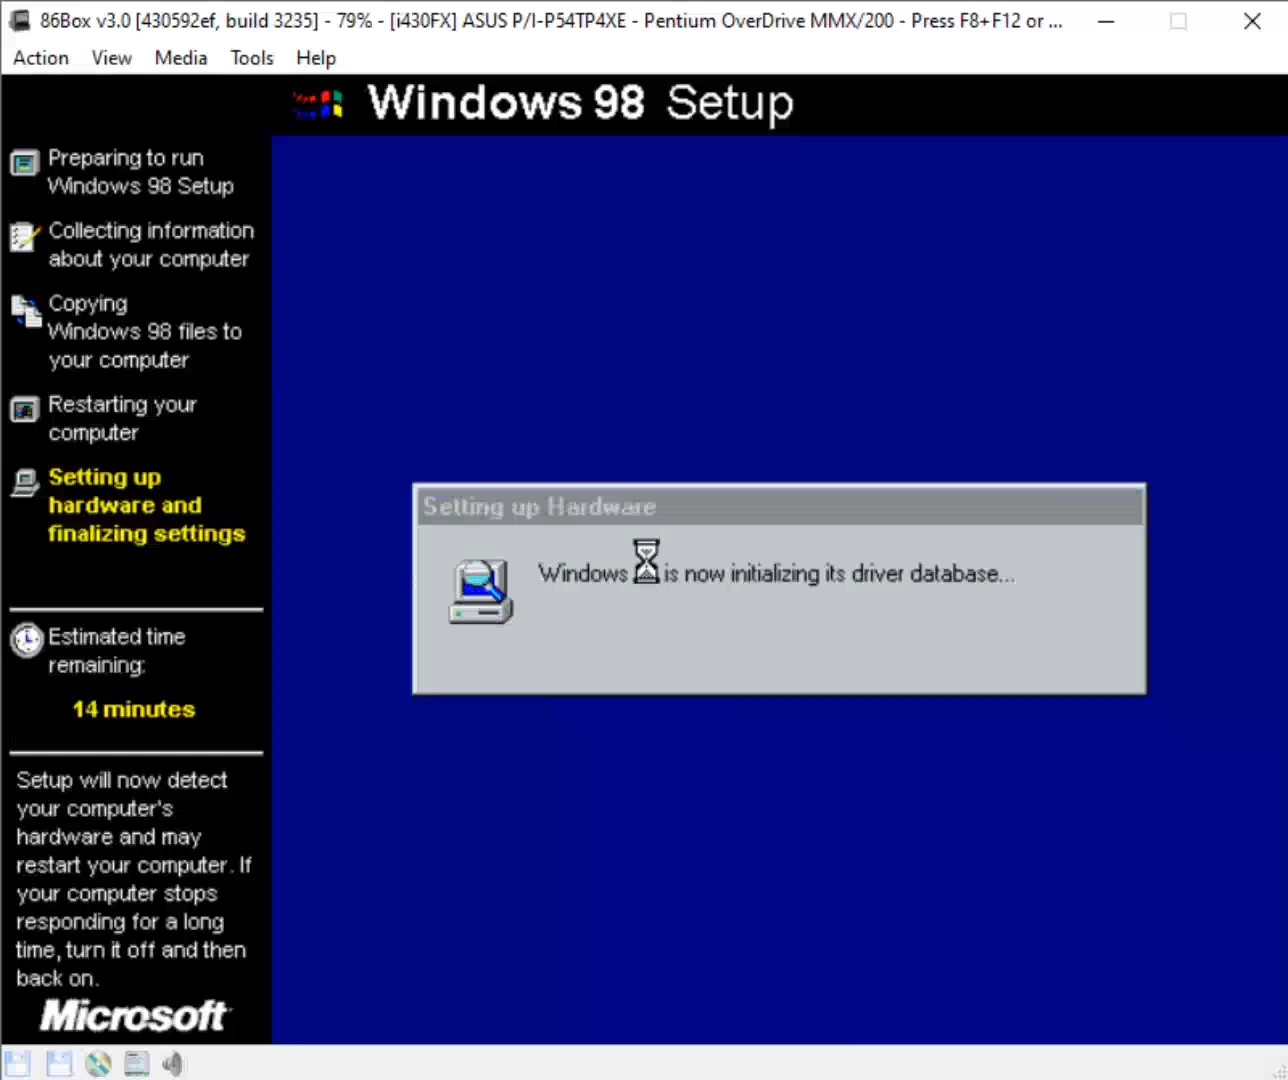 86Box v3.0 [430592ef, build 3235] - 79% - [i430FX] ASUS P/I-P54TP4XE - Pentium OverDrive MMX/200 - Press F8+F12 or ...
Action View Media Tools Help
Windows 98 Setup
Preparing to run
Windows 98 Setup
Collecting information
about your computer
Copying
Windows 98 files to
your computer
Restarting your
computer
Setting up
hardware and
finalizing settings
Estimated time
remaining:
14 minutes
Setup will now detect
your computer's
hardware and may
restart your computer. If
your computer stops
responding for a long
time, turn it off and then
back on.
Microsoft
Setting up Hardware
Windows is now initializing its driver database...